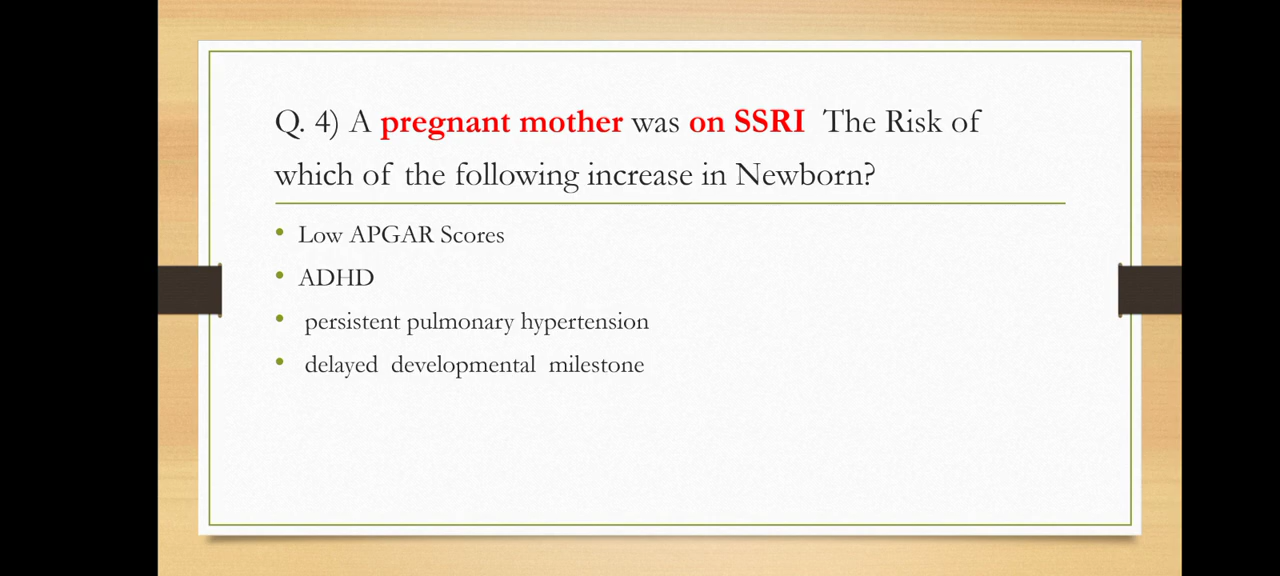 Q. 4) A pregnant mother was on SSRI The Risk of
which of the following increase in Newborn?
• Low APGAR Scores
• ADHD
• persistent pulmonary hypertension
• delayed developmental milestone